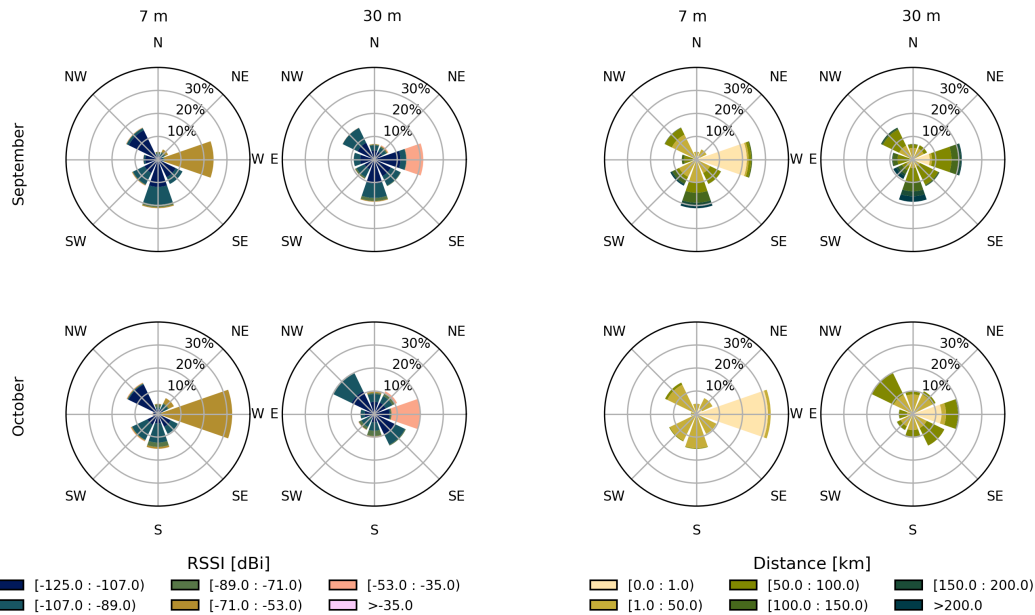 7 m 30 m 7 m 30 m
N N N N
NW NE NW NE NW NE NW NE
30% 30% 30% 30%
20% 20% 20% 20%
10% 10% 10% 10%
September W E W E
SW SE SW SE SW SE SW SE
NW NE NW NE NW NE NW NE
30% 30% 30% 30%
20% 20% 20% 20%
10% 10% 10% 10%
October W E W E
SW SE SW SE SW SE SW SE
S S S S
RSSI [dBi] Distance [km]
[-125.0 : -107.0) [-89.0 : -71.0) [-53.0 : -35.0) [0.0 : 1.0) [50.0 : 100.0) [150.0 : 200.0)
[-107.0 : -89.0) [-71.0 : -53.0) >-35.0 [1.0 : 50.0) [100.0 : 150.0) >200.0